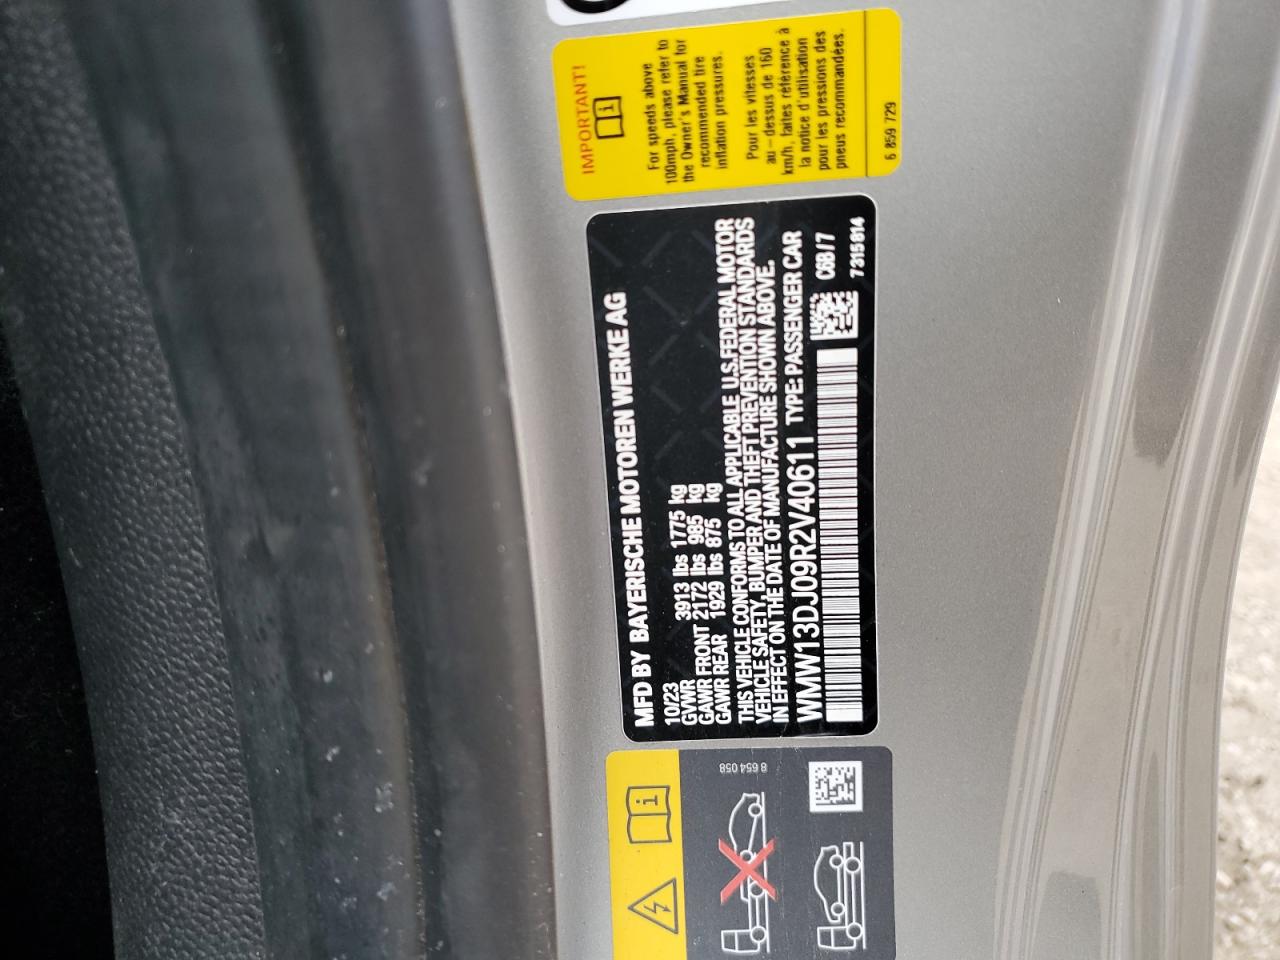 IMPORTANT!
For speeds above
100mph, please refer to
the Owner's Manual for
recommended tire
inflation pressures.
Pour les vitesses
au-dessus de 160
km/h, faites référence à
la notice d'utilisation
pour les pressions des
pneus recommandées.
6 859 729
MFD BY BAYERISCHE MOTOREN WERKE AG
10/23
GVWR 3913 lbs 1775 kg
GAWR FRONT 2172 lbs 985 kg
GAWR REAR 1929 lbs 875 kg
THIS VEHICLE CONFORMS TO ALL APPLICABLE U.S.FEDERAL MOTOR
VEHICLE SAFETY, BUMPER AND THEFT PREVENTION STANDARDS
IN EFFECT ON THE DATE OF MANUFACTURE SHOWN ABOVE.
WMW13DJ09R2V40611 TYPE: PASSENGER CAR
C6B/7
7315814
8 654 058